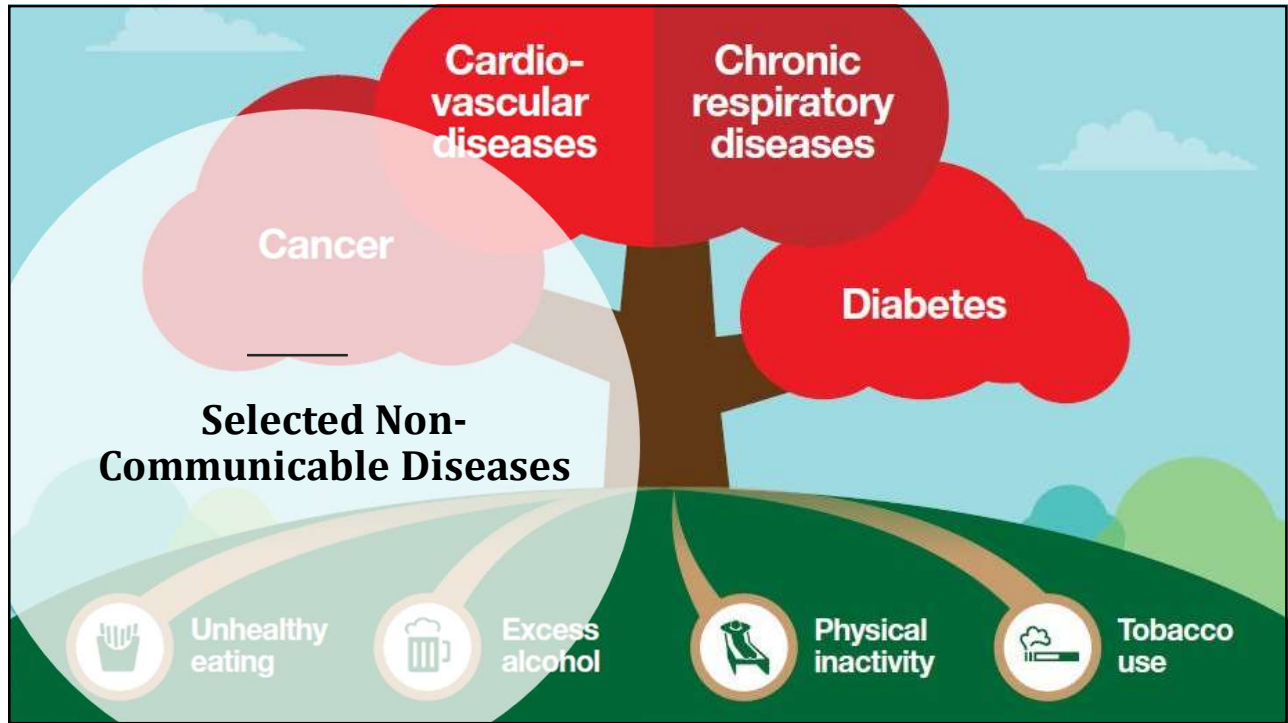 Cardio-
vascular
diseases
Chronic
respiratory
diseases
Cancer
Diabetes
Selected Non-
Communicable Diseases
Unhealthy
eating
Excess
alcohol
Physical
inactivity
Tobacco
use